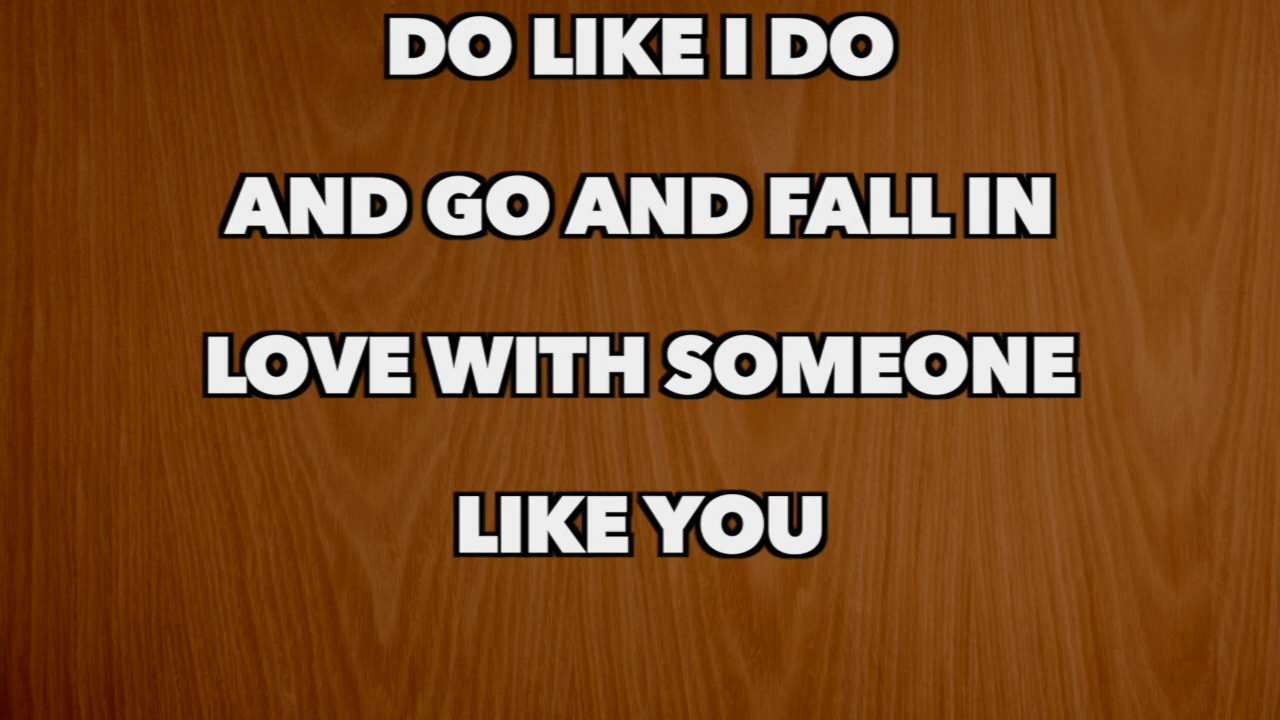 DO LIKE I DO
AND GO AND FALL IN
LOVE WITH SOMEONE
LIKE YOU